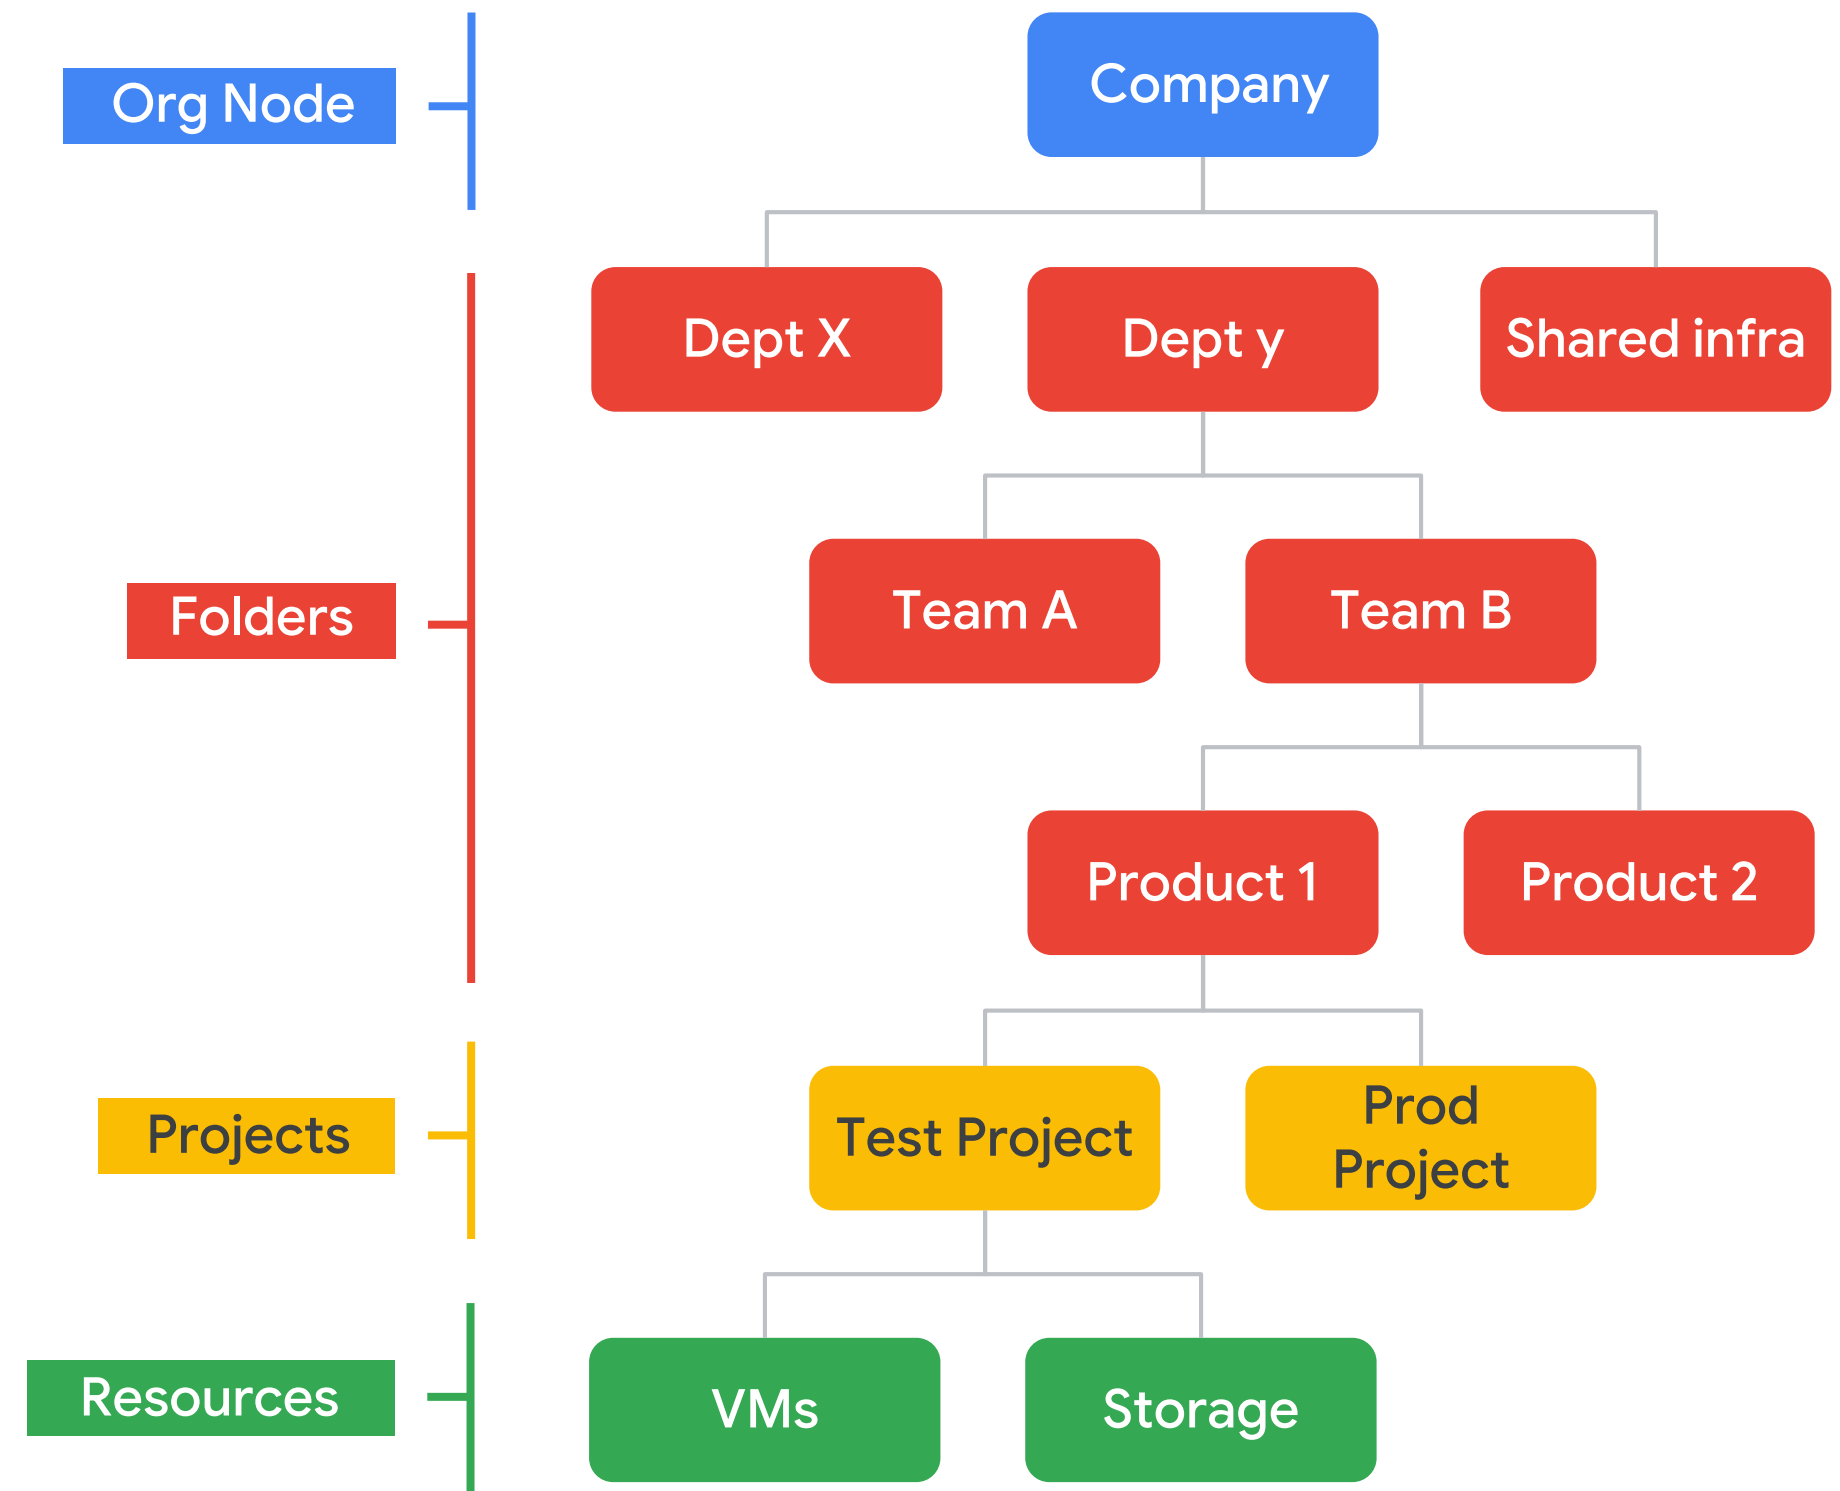 Org Node
Company
Dept X
Dept y
Shared infra
Folders
Team A
Team B
Product 1
Product 2
Projects
Test Project
Prod
Project
Resources
VMs
Storage